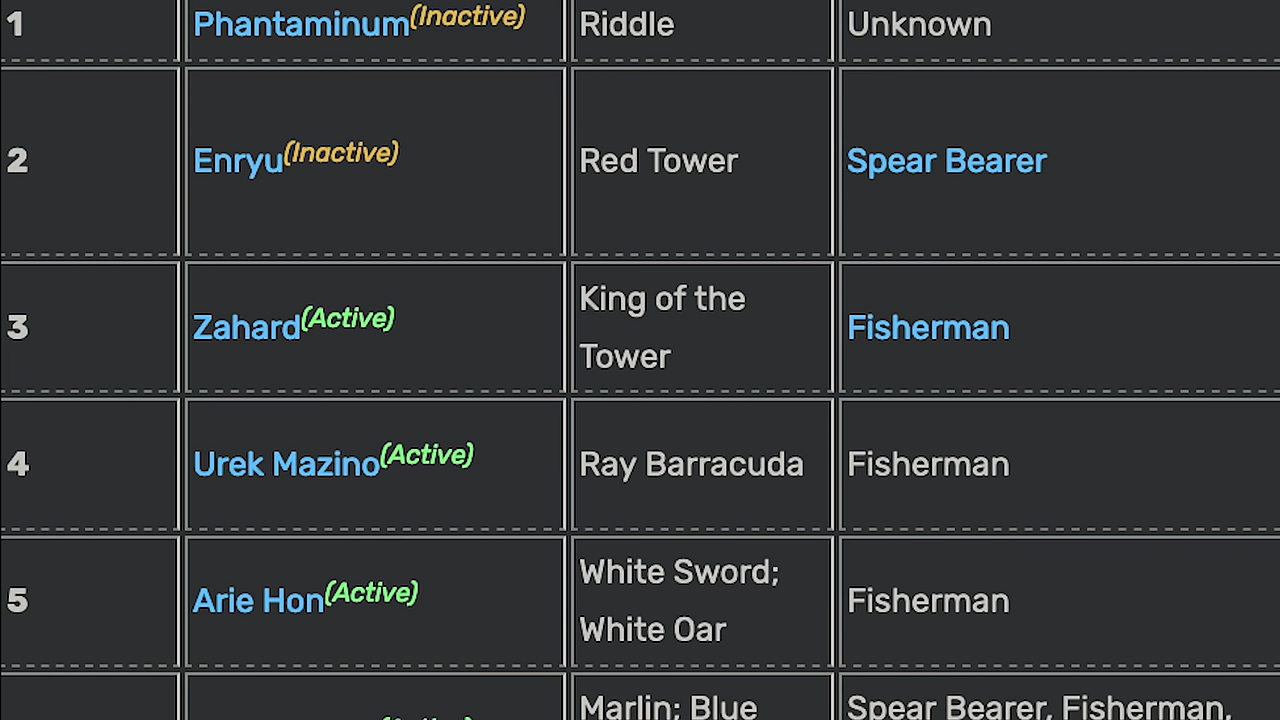 1 Phantaminum(Inactive) Riddle Unknown
2 Enryu(Inactive) Red Tower Spear Bearer
3 Zahard(Active) King of the Tower Fisherman
4 Urek Mazino(Active) Ray Barracuda Fisherman
5 Arie Hon(Active) White Sword; White Oar Fisherman
Marlin; Blue Spear Bearer, Fisherman,